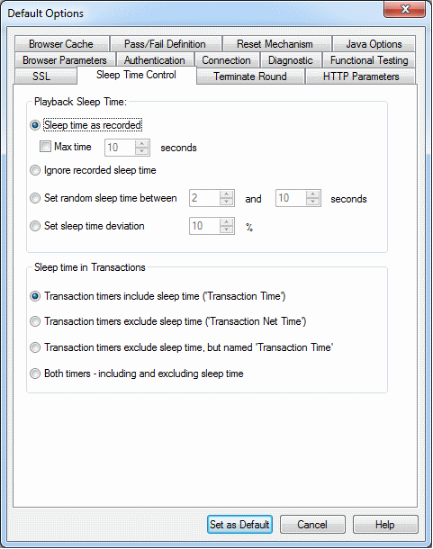 Default Options
X
Browser Cache Pass/Fail Definition Reset Mechanism Java Options
Browser Parameters Authentication Connection Diagnostic Functional Testing
SSL Sleep Time Control Terminate Round HTTP Parameters
Playback Sleep Time:
Sleep time as recorded
Max time 10 seconds
Ignore recorded sleep time
Set random sleep time between 2 and 10 seconds
Set sleep time deviation 10 %
Sleep time in Transactions
Transaction timers include sleep time ('Transaction Time')
Transaction timers exclude sleep time ('Transaction Net Time')
Transaction timers exclude sleep time, but named 'Transaction Time'
Both timers - including and excluding sleep time
Set as Default Cancel Help